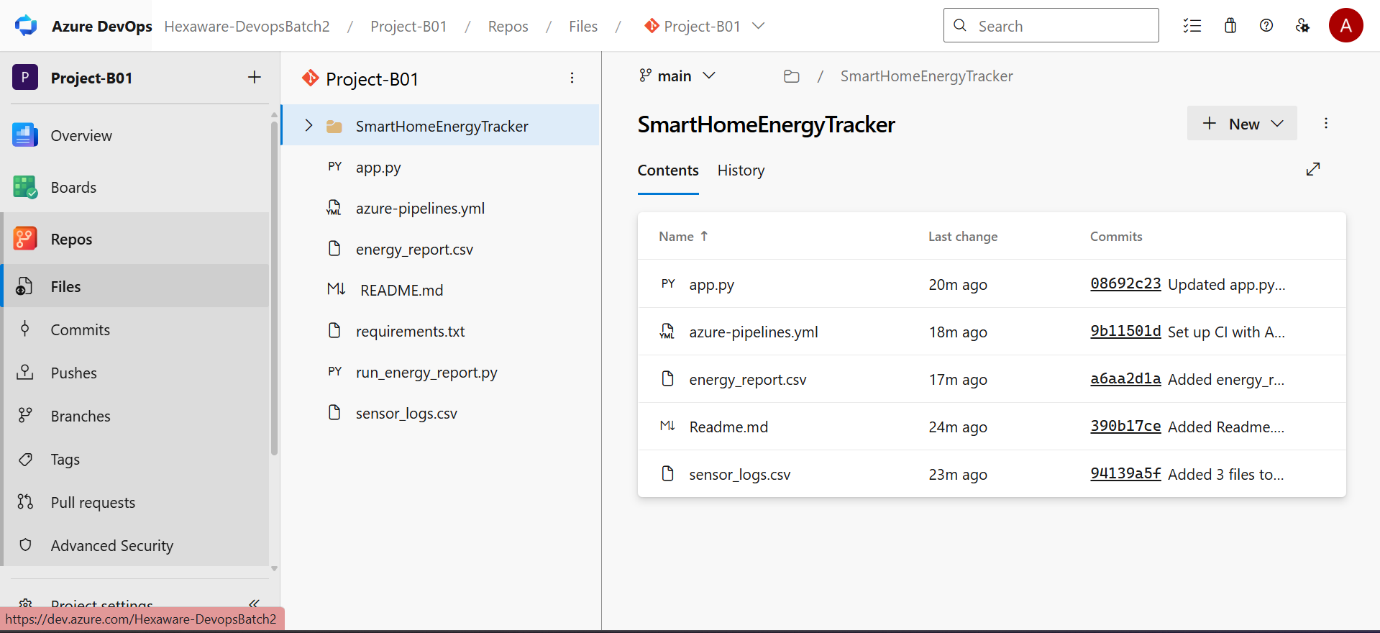 Azure DevOps Hexaware-DevopsBatch2 / Project-B01 / Repos / Files / Project-B01 Search A
P Project-B01
Overview
Boards
Repos
Files
Commits
Pushes
Branches
Tags
Pull requests
Advanced Security
Project settings
https://dev.azure.com/Hexaware-DevopsBatch2
Project-B01
SmartHomeEnergyTracker
PY app.py
YML azure-pipelines.yml
energy_report.csv
M↓ README.md
requirements.txt
PY run_energy_report.py
sensor_logs.csv
main / SmartHomeEnergyTracker
SmartHomeEnergyTracker
New
Contents History
Name ↑ Last change Commits
PY app.py 20m ago 08692c23 Updated app.py...
YML azure-pipelines.yml 18m ago 9b11501d Set up CI with A...
energy_report.csv 17m ago a6aa2d1a Added energy_r...
M↓ Readme.md 24m ago 390b17ce Added Readme....
sensor_logs.csv 23m ago 94139a5f Added 3 files to...